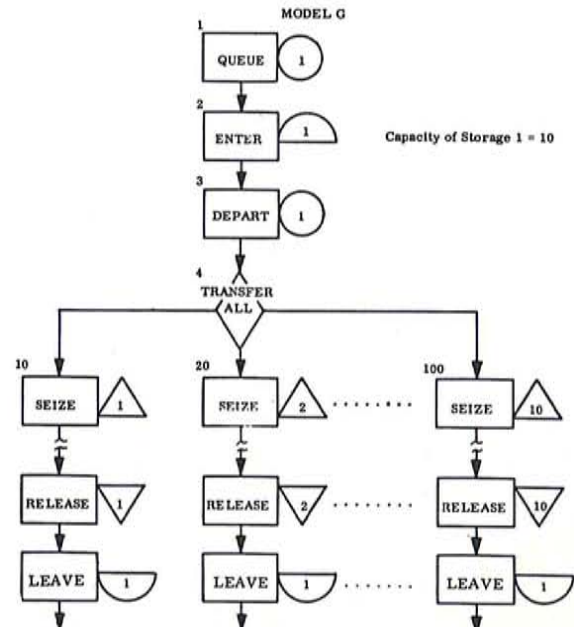 MODEL G
1
QUEUE 1
2
ENTER 1
Capacity of Storage 1 = 10
3
DEPART 1
4
TRANSFER
ALL
10 20 100
SEIZE 1 SEIZE 2 ........ SEIZE 10
RELEASE 1 RELEASE 2 ...... RELEASE 10
LEAVE 1 LEAVE 1 ....... LEAVE 1